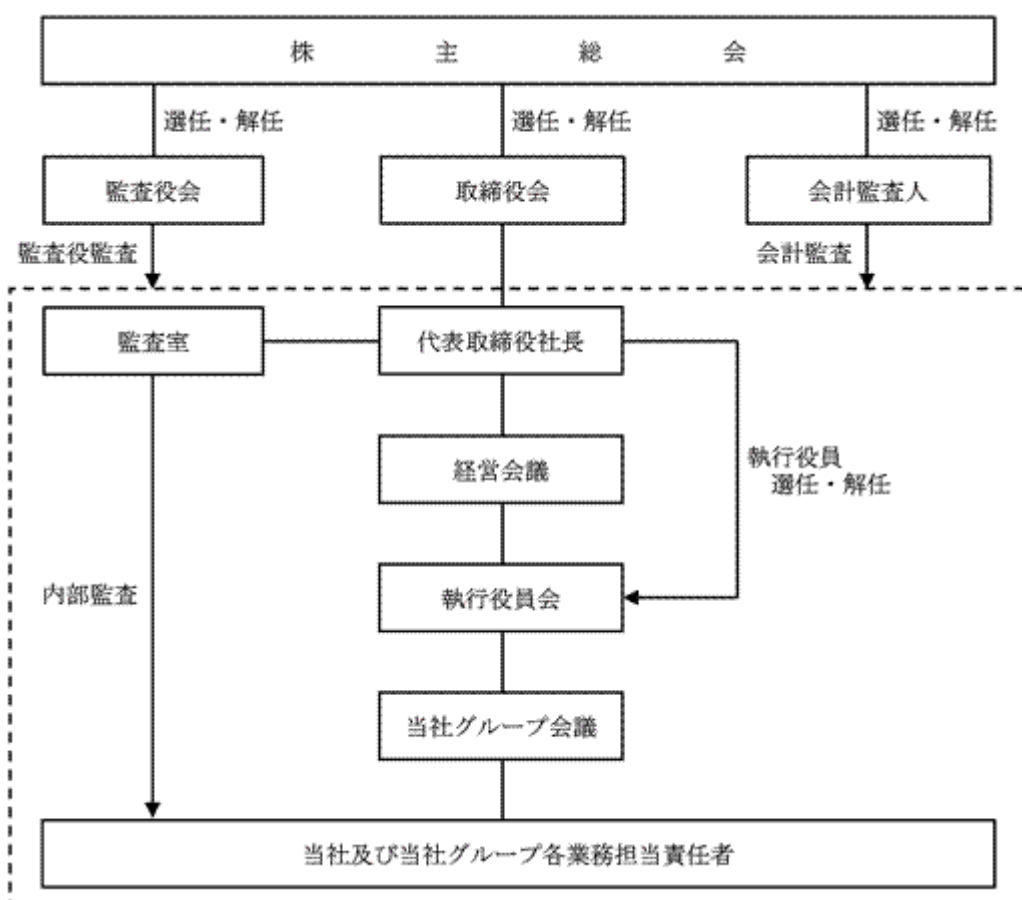 株主総会
選任・解任
選任・解任
選任・解任
監査役会
取締役会
会計監査人
監査役監査
会計監査
監査室
代表取締役社長
経営会議
執行役員
選任・解任
内部監査
執行役員会
当社グループ会議
当社及び当社グループ各業務担当責任者